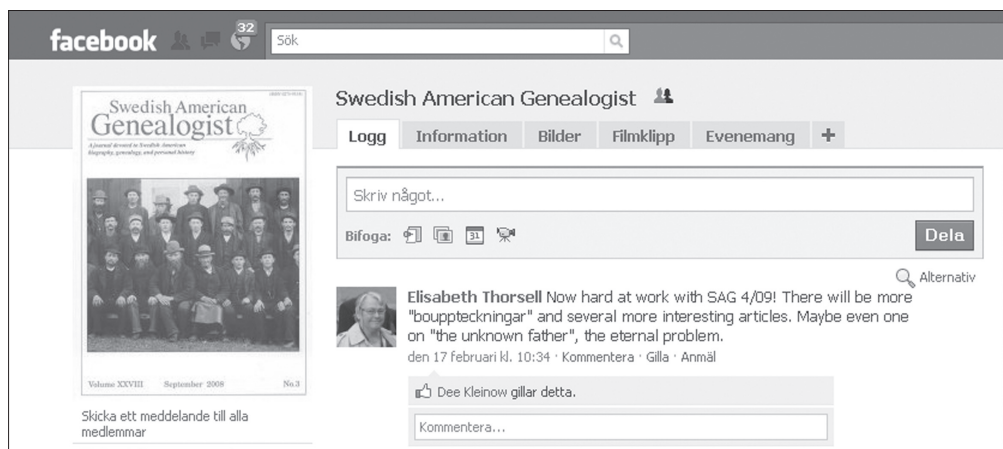 facebook
32
Sök
Swedish American
Genealogist
A journal devoted to Swedish American
biography, genealogy, and personal history
Volume XXVIII September 2008 No.3
Skicka ett meddelande till alla
medlemmar
Swedish American Genealogist
Logg Information Bilder Filmklipp Evenemang +
Skriv något...
Bifoga: 31 Dela
Alternativ
Elisabeth Thorsell Now hard at work with SAG 4/09! There will be more
"bouppteckningar" and several more interesting articles. Maybe even one
on "the unknown father", the eternal problem.
den 17 februari kl. 10:34 · Kommentera · Gilla · Anmäl
Dee Kleinow gillar detta.
Kommentera...